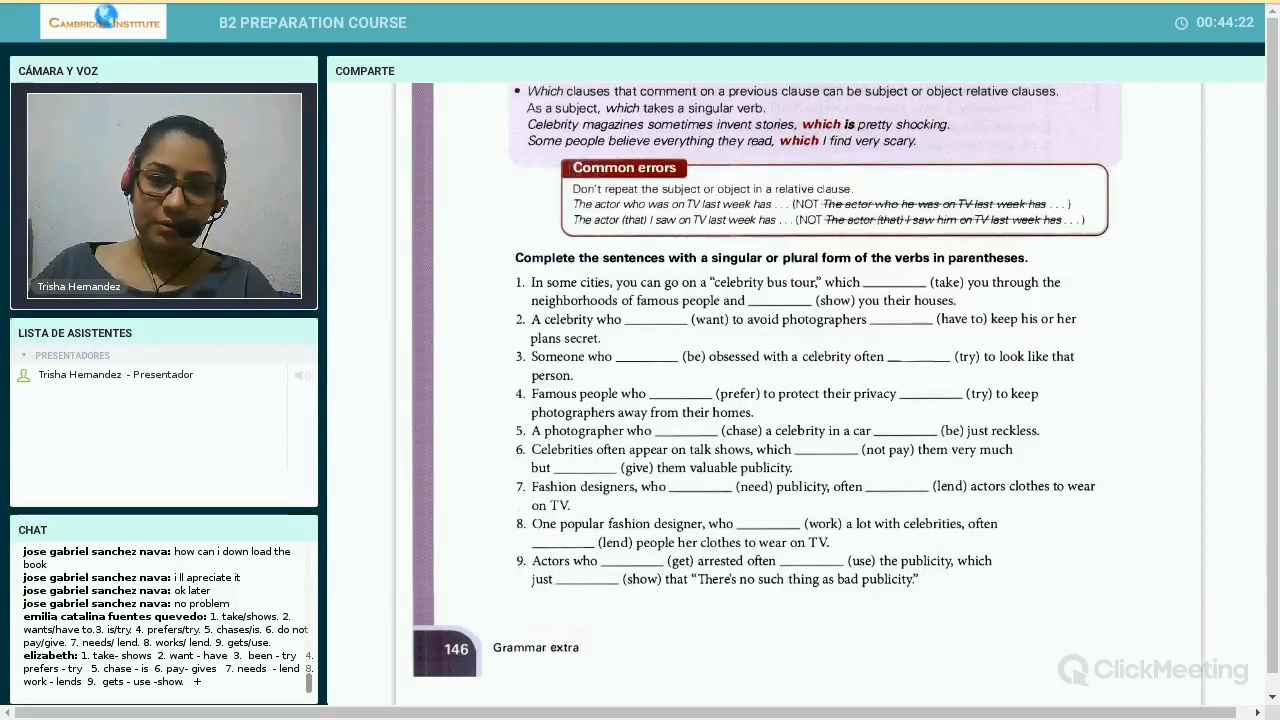 CAMBRIDGE INSTITUTE
B2 PREPARATION COURSE
00:44:22
CÁMARA Y VOZ
Trisha Hernandez
LISTA DE ASISTENTES
PRESENTADORES
Trisha Hernandez - Presentador
CHAT
jose gabriel sanchez nava: how can i down load the
book
jose gabriel sanchez nava: i ll apreciate it
jose gabriel sanchez nava: ok later
jose gabriel sanchez nava: no problem
emilia catalina fuentes quevedo: 1. take/shows. 2.
wants/have to.3. is/try. 4. prefers/try. 5. chases/is. 6. do not
pay/give. 7. needs/ lend. 8. works/ lend. 9. gets/use.
elizabeth: 1. take- shows 2. want - have 3. been - try 4.
prefers - try 5. chase - is 6. pay- gives 7. needs - lend 8.
work - lends 9. gets - use -show. +
COMPARTE
• Which clauses that comment on a previous clause can be subject or object relative clauses.
As a subject, which takes a singular verb.
Celebrity magazines sometimes invent stories, which is pretty shocking.
Some people believe everything they read, which I find very scary.
Common errors
Don't repeat the subject or object in a relative clause.
The actor who was on TV last week has . . . (NOT The actor who he was on TV last week has . . . )
The actor (that) I saw on TV last week has . . . (NOT The actor (that) I saw him on TV last week has . . . )
Complete the sentences with a singular or plural form of the verbs in parentheses.
1. In some cities, you can go on a "celebrity bus tour," which ________ (take) you through the
neighborhoods of famous people and ________ (show) you their houses.
2. A celebrity who ________ (want) to avoid photographers ________ (have to) keep his or her
plans secret.
3. Someone who ________ (be) obsessed with a celebrity often ________ (try) to look like that
person.
4. Famous people who ________ (prefer) to protect their privacy ________ (try) to keep
photographers away from their homes.
5. A photographer who ________ (chase) a celebrity in a car ________ (be) just reckless.
6. Celebrities often appear on talk shows, which ________ (not pay) them very much
but ________ (give) them valuable publicity.
7. Fashion designers, who ________ (need) publicity, often ________ (lend) actors clothes to wear
on TV.
8. One popular fashion designer, who ________ (work) a lot with celebrities, often
________ (lend) people her clothes to wear on TV.
9. Actors who ________ (get) arrested often ________ (use) the publicity, which
just ________ (show) that "There's no such thing as bad publicity."
146 Grammar extra
ClickMeeting